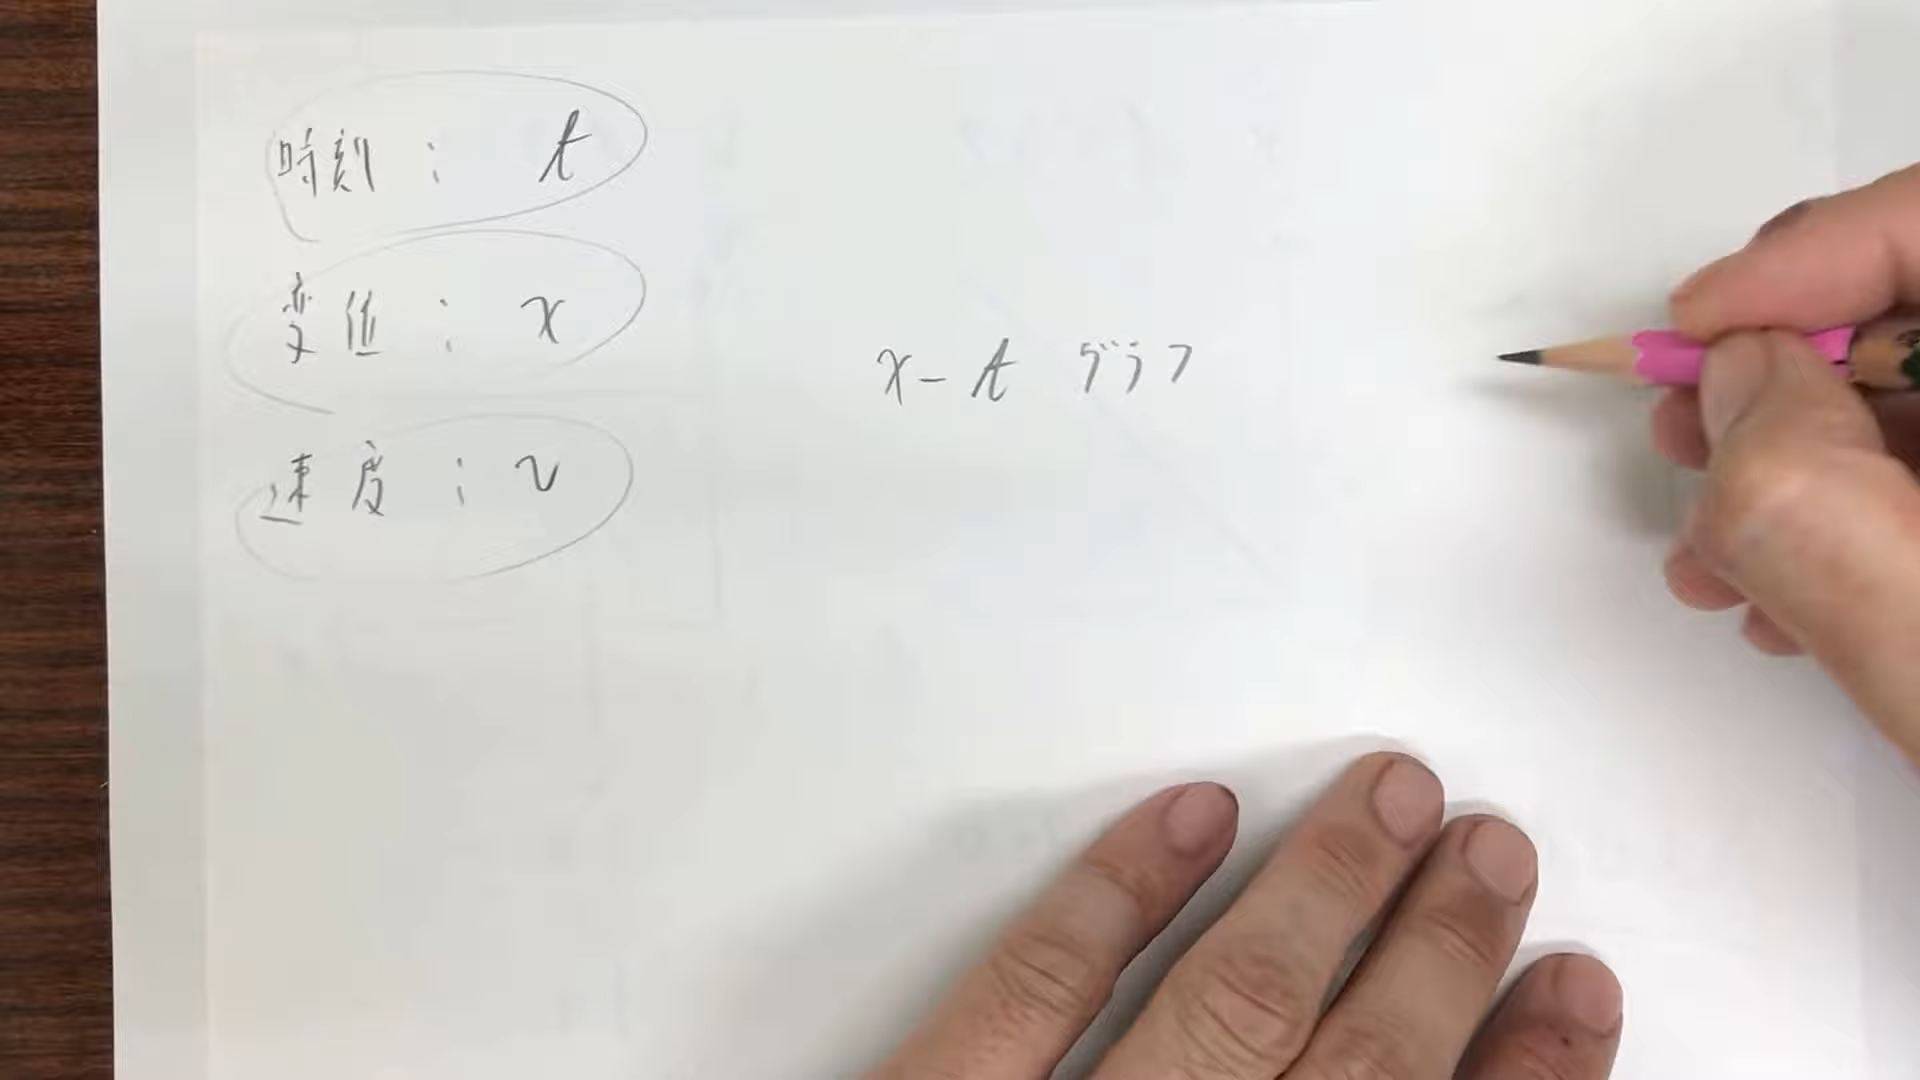 時刻 : t
変位 : x
x-t グラフ
速度 : v